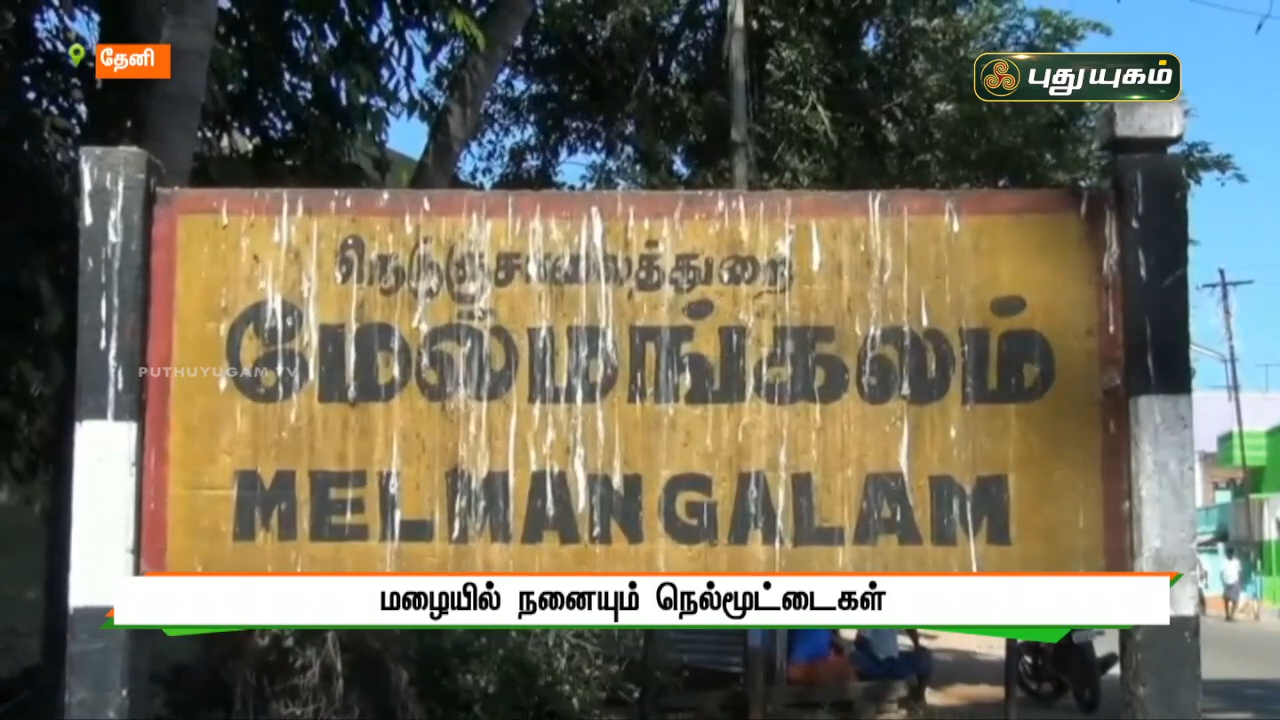 தேனி
புதுயுகம்
நெடுஞ்சாலைத்துறை
மேல்மங்கலம்
PUTHUYUGAM TV
MELMANGALAM
மழையில் நனையும் நெல்மூட்டைகள்